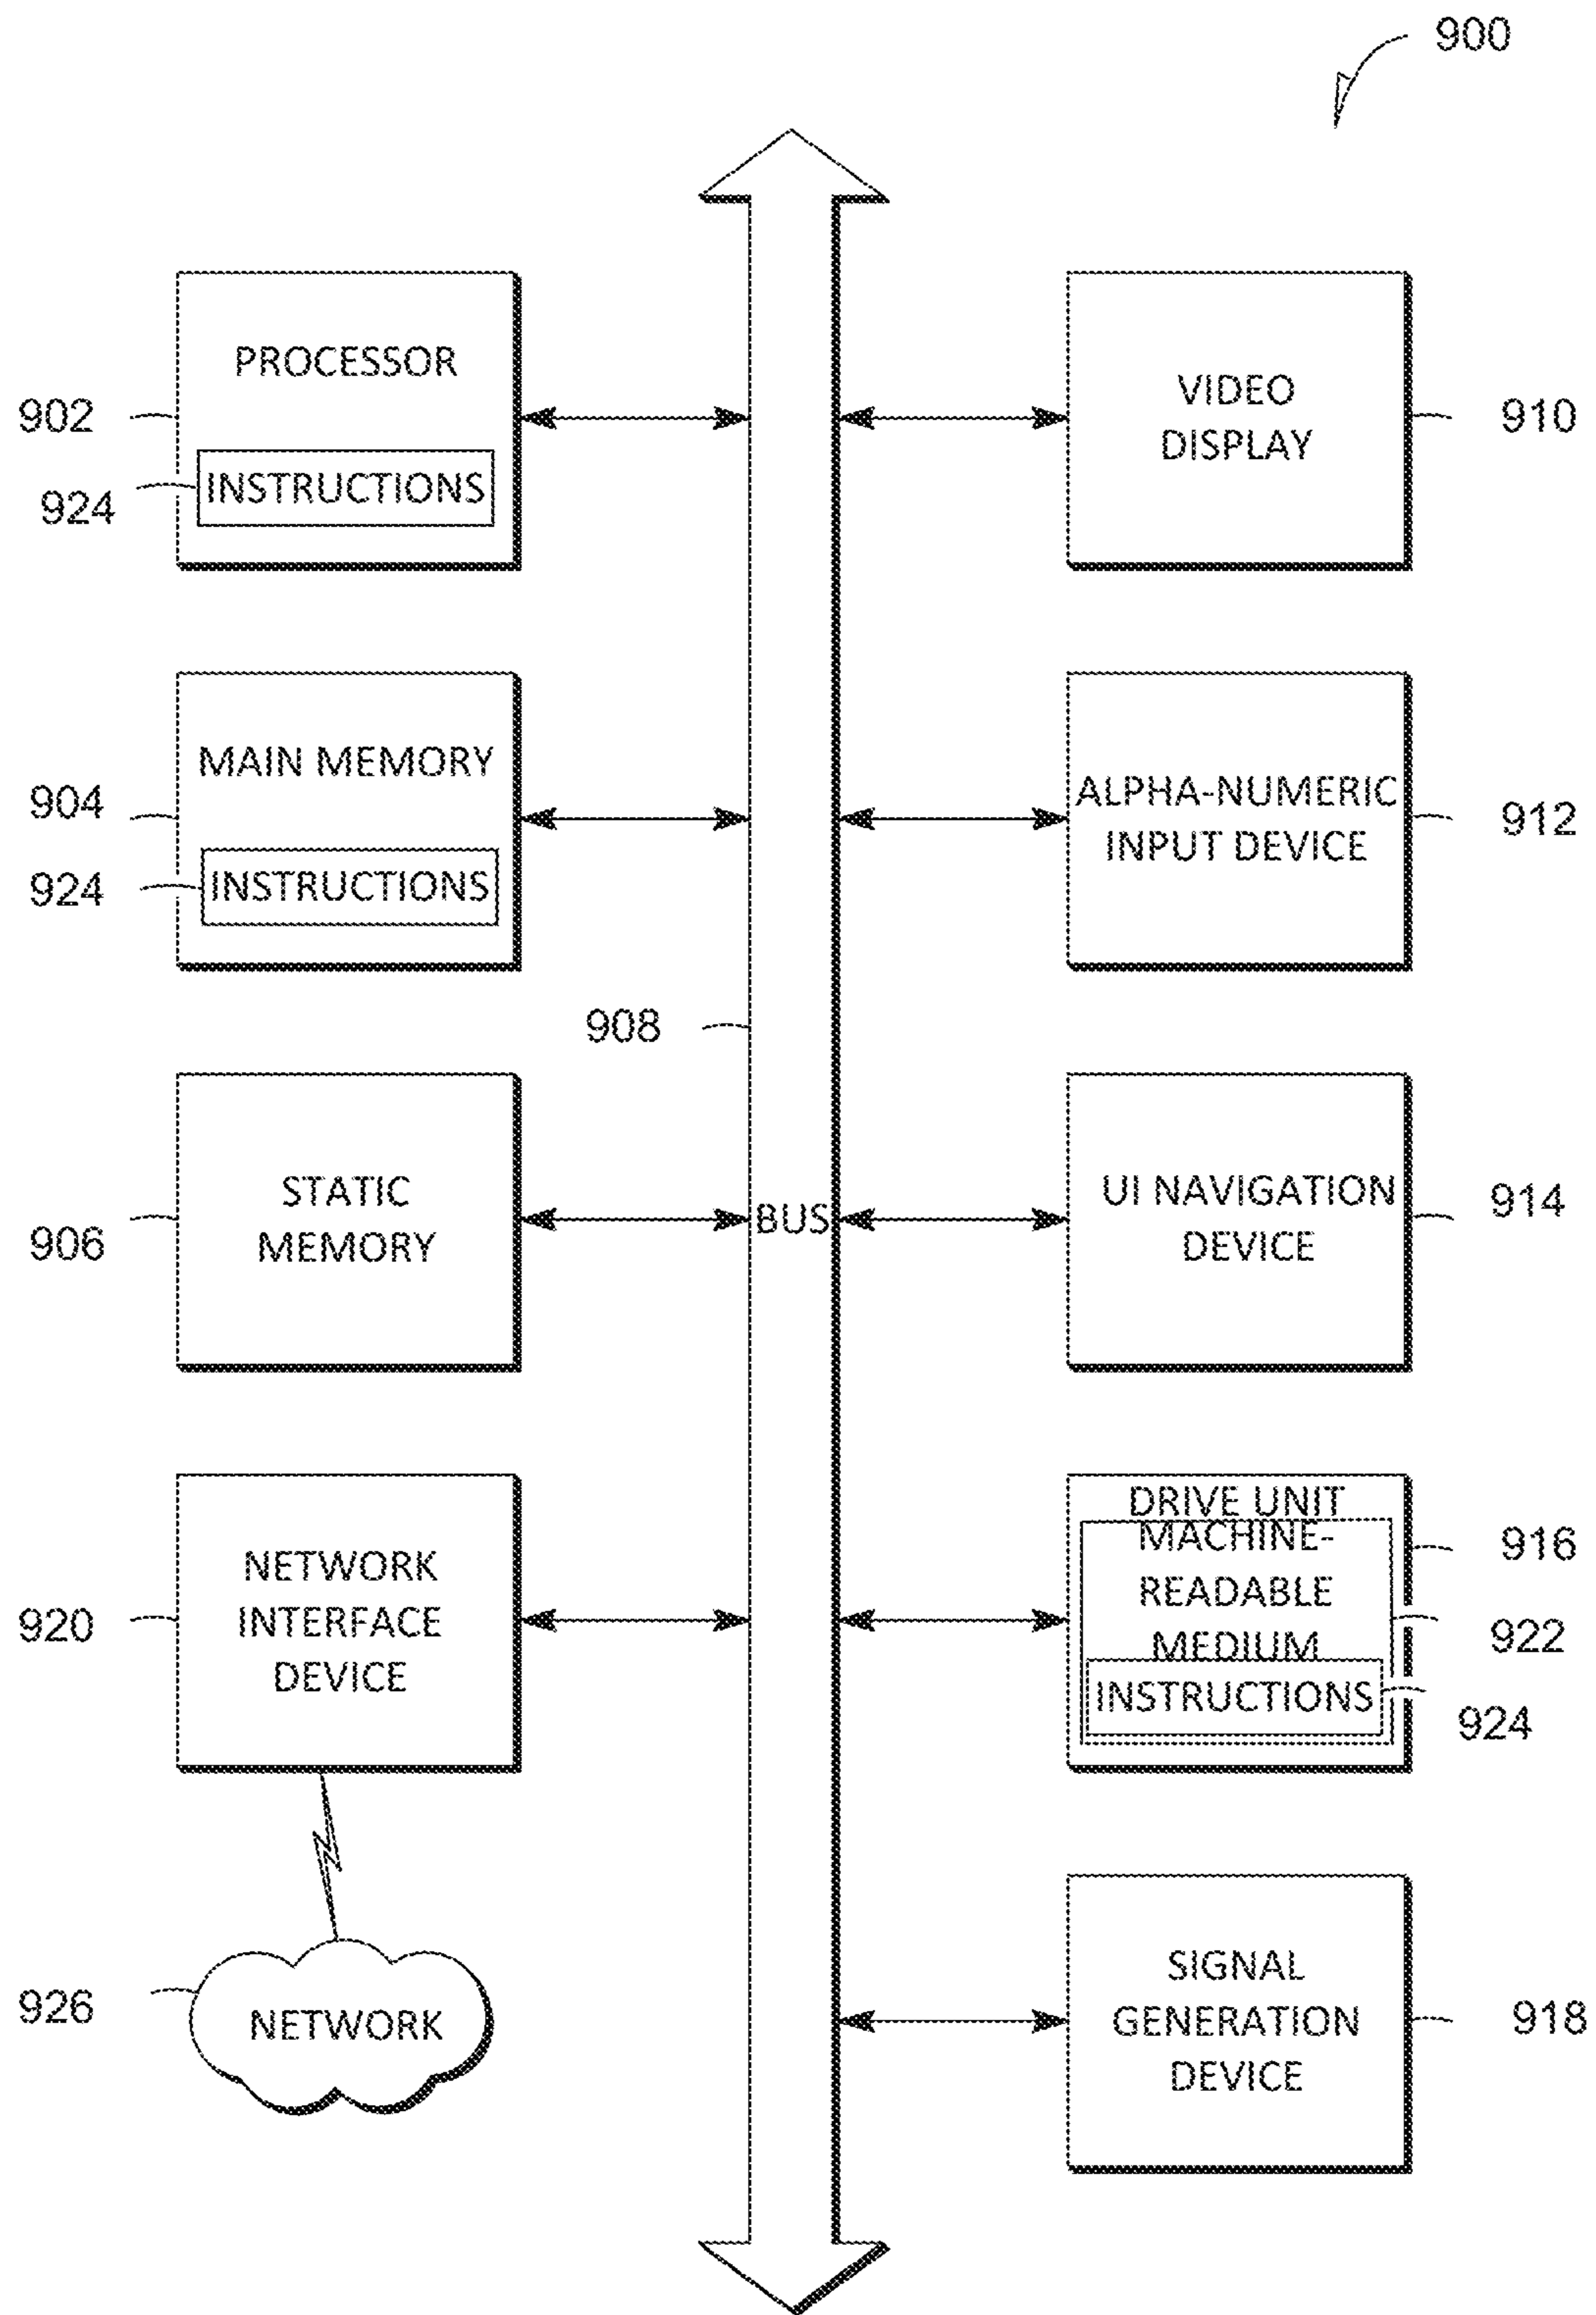 900
PROCESSOR
902
INSTRUCTIONS
924
VIDEO
DISPLAY
910
MAIN MEMORY
904
INSTRUCTIONS
924
ALPHA-NUMERIC
INPUT DEVICE
912
908
STATIC
MEMORY
906
BUS
UI NAVIGATION
DEVICE
914
NETWORK
INTERFACE
DEVICE
920
DRIVE UNIT
MACHINE-
READABLE
MEDIUM
INSTRUCTIONS
916
922
924
926
NETWORK
SIGNAL
GENERATION
DEVICE
918